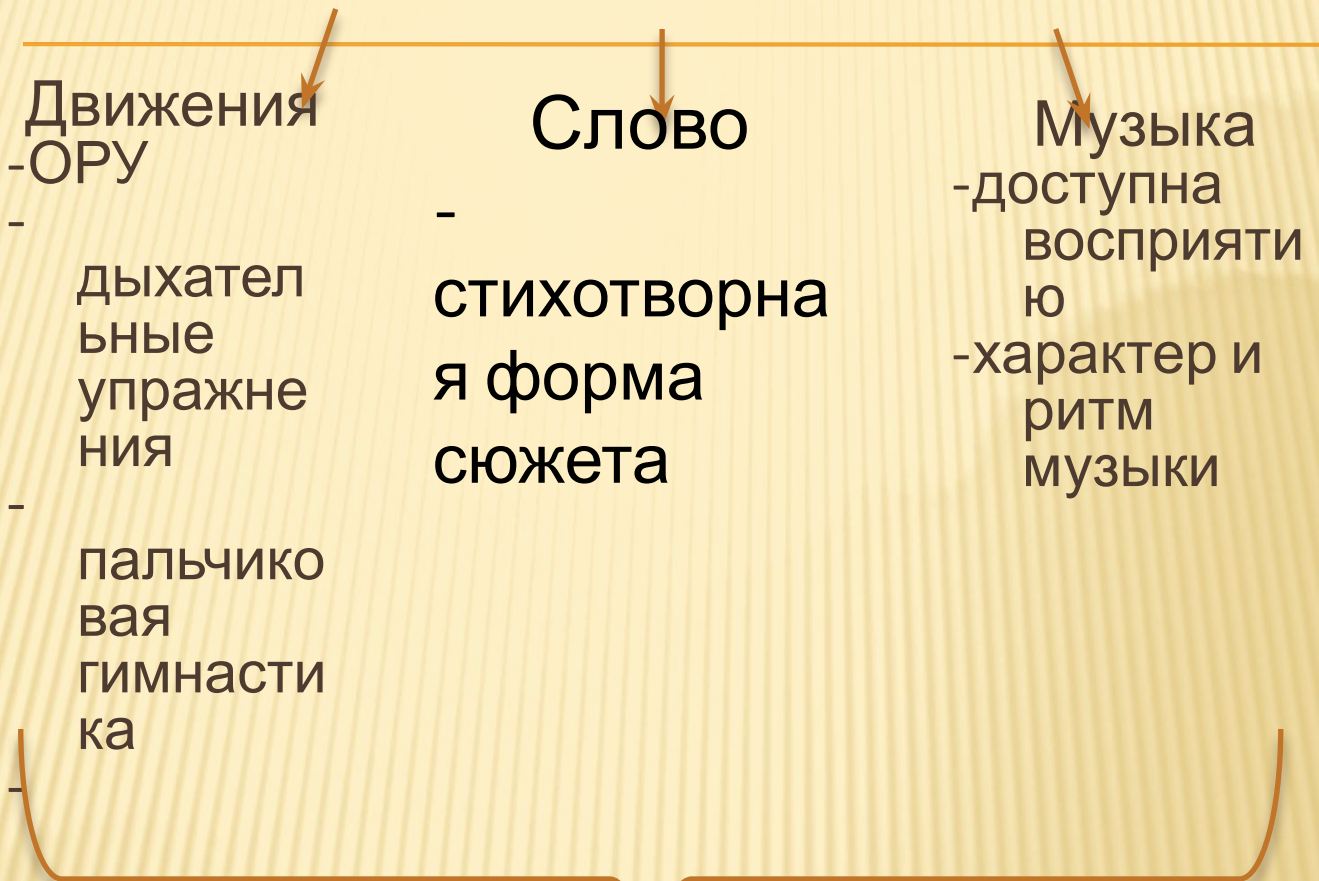 Движения
-ОРУ
-
дыхател
ьные
упражне
ния
-
пальчико
вая
гимнасти
ка
-
Слово
-
стихотворна
я форма
сюжета
Музыка
-доступна
восприяти
ю
-характер и
ритм
музыки